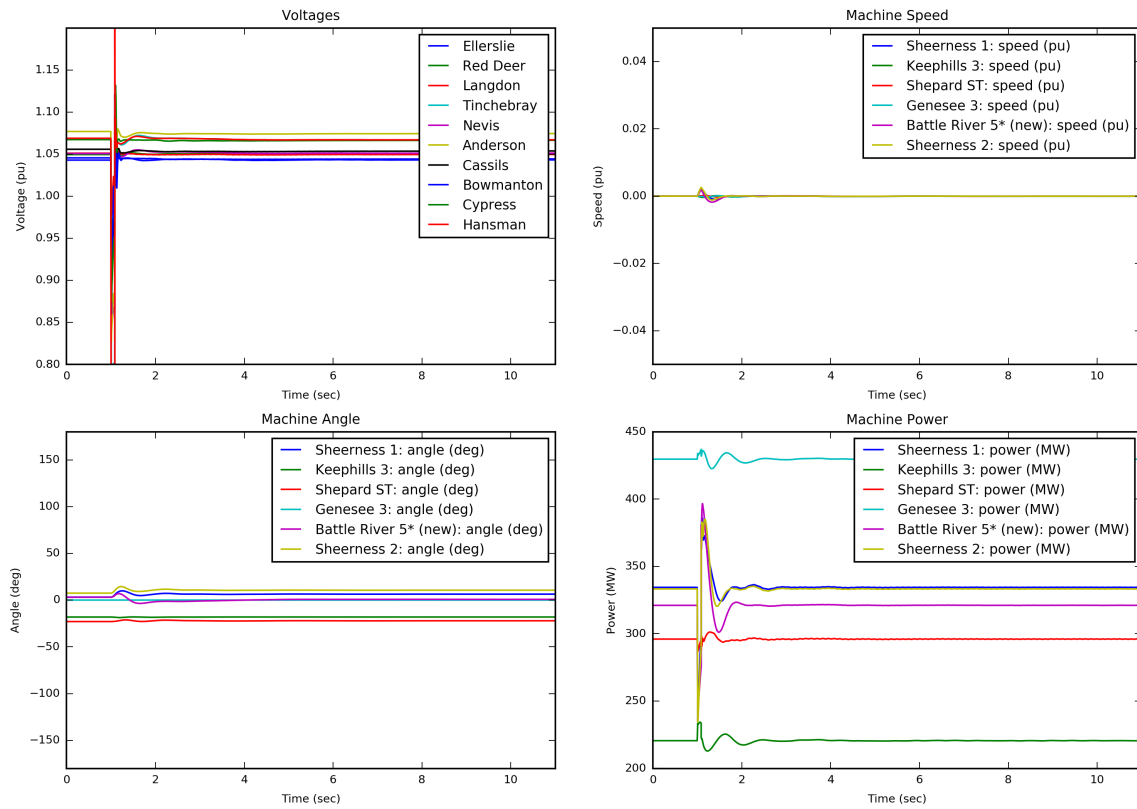 Voltages
1.15
1.10
1.05
1.00
0.95
0.90
0.85
0.80
Voltage (pu)
0
2
4
6
8
10
Time (sec)
Ellerslie
Red Deer
Langdon
Tinchebray
Nevis
Anderson
Cassils
Bowmanton
Cypress
Hansman
Machine Speed
0.04
0.02
0.00
−0.02
−0.04
Speed (pu)
0
2
4
6
8
10
Time (sec)
Sheerness 1: speed (pu)
Keephills 3: speed (pu)
Shepard ST: speed (pu)
Genesee 3: speed (pu)
Battle River 5* (new): speed (pu)
Sheerness 2: speed (pu)
Machine Angle
150
100
50
0
−50
−100
−150
Angle (deg)
0
2
4
6
8
10
Time (sec)
Sheerness 1: angle (deg)
Keephills 3: angle (deg)
Shepard ST: angle (deg)
Genesee 3: angle (deg)
Battle River 5* (new): angle (deg)
Sheerness 2: angle (deg)
Machine Power
450
400
350
300
250
200
Power (MW)
0
2
4
6
8
10
Time (sec)
Sheerness 1: power (MW)
Keephills 3: power (MW)
Shepard ST: power (MW)
Genesee 3: power (MW)
Battle River 5* (new): power (MW)
Sheerness 2: power (MW)